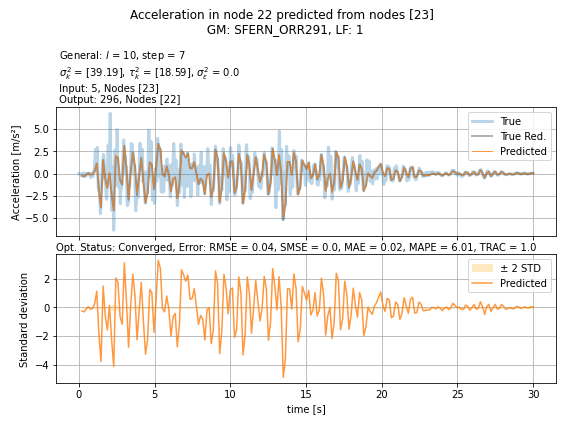 Acceleration in node 22 predicted from nodes [23]
GM: SFERN_ORR291, LF: 1
General: l = 10, step = 7
σ²ₖ = [39.19], τ²ₖ = [18.59], σ²ε = 0.0
Input: 5, Nodes [23]
Output: 296, Nodes [22]
Acceleration [m/s²]
5.0
2.5
0.0
−2.5
−5.0
True
True Red.
Predicted
Opt. Status: Converged, Error: RMSE = 0.04, SMSE = 0.0, MAE = 0.02, MAPE = 6.01, TRAC = 1.0
Standard deviation
2
0
−2
−4
± 2 STD
Predicted
0 5 10 15 20 25 30
time [s]